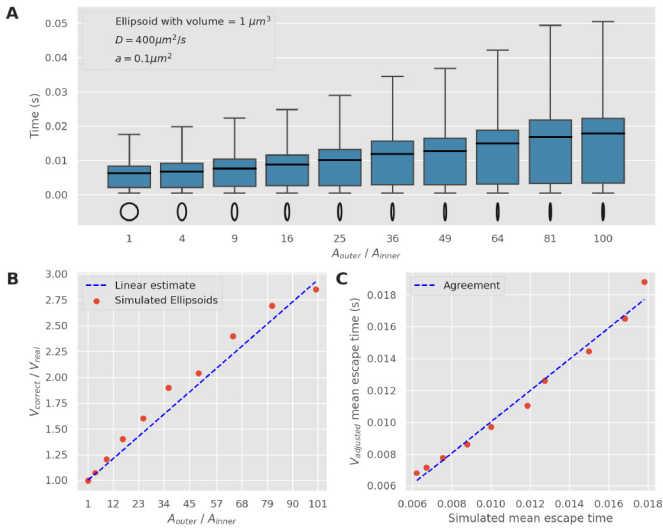 A
Ellipsoid with volume = 1 μm³
D = 400μm²/s
a = 0.1μm²
0.05
0.04
0.03
0.02
0.01
0.00
Time (s)
1 4 9 16 25 36 49 64 81 100
A_outer / A_inner
B
Linear estimate
Simulated Ellipsoids
3.00
2.75
2.50
2.25
2.00
1.75
1.50
1.25
1.00
V_correct / V_real
1 12 23 34 45 57 68 79 90 101
A_outer / A_inner
C
Agreement
0.018
0.016
0.014
0.012
0.010
0.008
0.006
V_adjusted mean escape time (s)
0.006 0.008 0.010 0.012 0.014 0.016 0.018
Simulated mean escape time